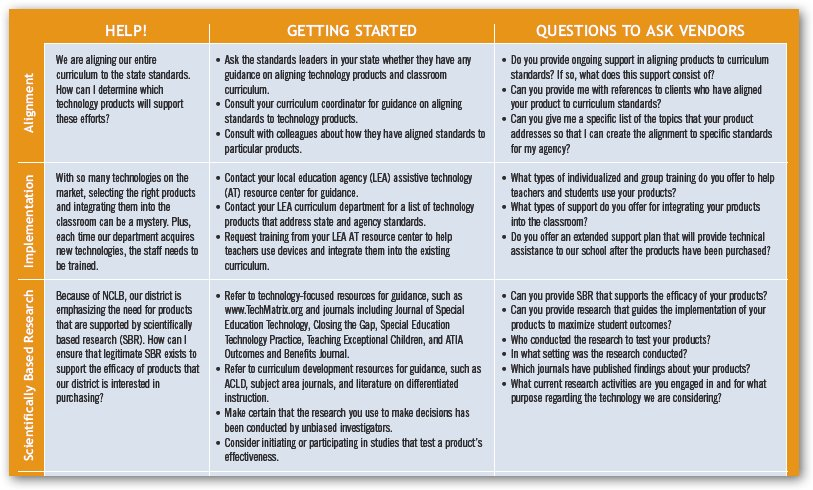 HELP!
GETTING STARTED
QUESTIONS TO ASK VENDORS
Alignment
We are aligning our entire
curriculum to the state standards.
How can I determine which
technology products will support
these efforts?
• Ask the standards leaders in your state whether they have any
guidance on aligning technology products and classroom
curriculum.
• Consult your curriculum coordinator for guidance on aligning
standards to technology products.
• Consult with colleagues about how they have aligned standards to
particular products.
• Do you provide ongoing support in aligning products to curriculum
standards? If so, what does this support consist of?
• Can you provide me with references to clients who have aligned
your product to curriculum standards?
• Can you give me a specific list of the topics that your product
addresses so that I can create the alignment to specific standards
for my agency?
Implementation
With so many technologies on the
market, selecting the right products
and integrating them into the
classroom can be a mystery. Plus,
each time our department acquires
new technologies, the staff needs to
be trained.
• Contact your local education agency (LEA) assistive technology
(AT) resource center for guidance.
• Contact your LEA curriculum department for a list of technology
products that address state and agency standards.
• Request training from your LEA AT resource center to help
teachers use devices and integrate them into the existing
curriculum.
• What types of individualized and group training do you offer to help
teachers and students use your products?
• What types of support do you offer for integrating your products
into the classroom?
• Do you offer an extended support plan that will provide technical
assistance to our school after the products have been purchased?
Scientifically Based Research
Because of NCLB, our district is
emphasizing the need for products
that are supported by scientifically
based research (SBR). How can I
ensure that legitimate SBR exists to
support the efficacy of products that
our district is interested in
purchasing?
• Refer to technology-focused resources for guidance, such as
www.TechMatrix.org and journals including Journal of Special
Education Technology, Closing the Gap, Special Education
Technology Practice, Teaching Exceptional Children, and ATIA
Outcomes and Benefits Journal.
• Refer to curriculum development resources for guidance, such as
ACLD, subject area journals, and literature on differentiated
instruction.
• Make certain that the research you use to make decisions has
been conducted by unbiased investigators.
• Consider initiating or participating in studies that test a product's
effectiveness.
• Can you provide SBR that supports the efficacy of your products?
• Can you provide research that guides the implementation of your
products to maximize student outcomes?
• Who conducted the research to test your products?
• In what setting was the research conducted?
• Which journals have published findings about your products?
• What current research activities are you engaged in and for what
purpose regarding the technology we are considering?